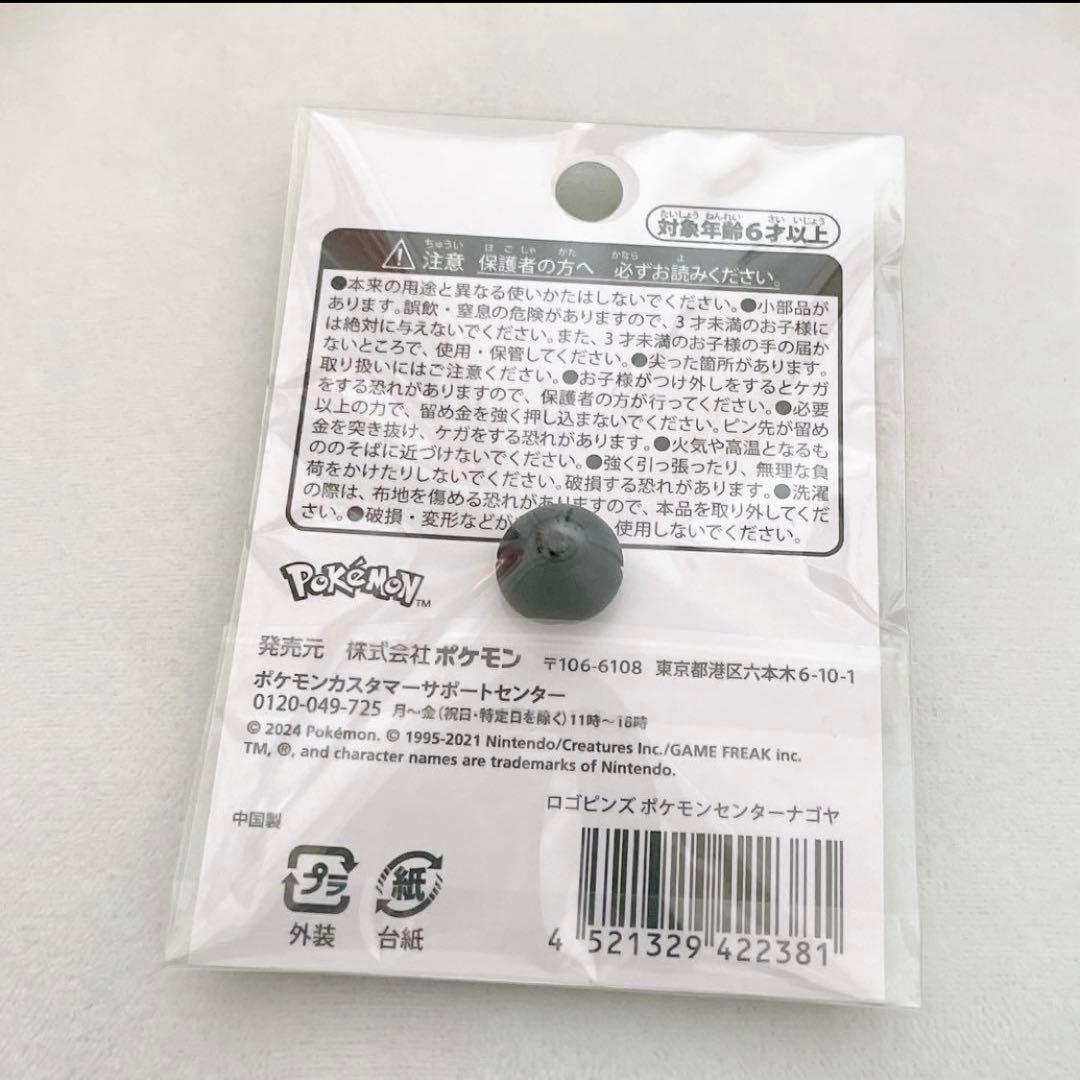 対象年齢6才以上
注意 保護者の方へ 必ずお読みください。
●本来の用途と異なる使いかたはしないでください。●小部品が
あります。誤飲・窒息の危険がありますので、3才未満のお子様に
は絶対に与えないでください。また、3才未満のお子様の手の届か
ないところで、使用・保管してください。●尖った箇所があります。
取り扱いにはご注意ください。●お子様がつけ外しをするとケガ
をする恐れがありますので、保護者の方が行ってください。●必要
以上の力で、留め金を強く押し込まないでください。ピン先が留め
金を突き抜け、ケガをする恐れがあります。●火気や高温となるも
ののそばに近づけないでください。●強く引っ張ったり、無理な負
荷をかけたりしないでください。破損する恐れがあります。●洗濯
の際は、布地を傷める恐れがありますので、本品を取り外してくだ
さい。●破損・変形などが 使用しないでください。
POKéMON™
発売元 株式会社ポケモン 〒106-6108 東京都港区六本木6-10-1
ポケモンカスタマーサポートセンター
0120-049-725 月〜金(祝日・特定日を除く)11時〜18時
© 2024 Pokémon. © 1995-2021 Nintendo/Creatures Inc./GAME FREAK inc.
TM, ®, and character names are trademarks of Nintendo.
ロゴピンズ ポケモンセンターナゴヤ
中国製
プラ 紙
外装 台紙
4 521329 422381